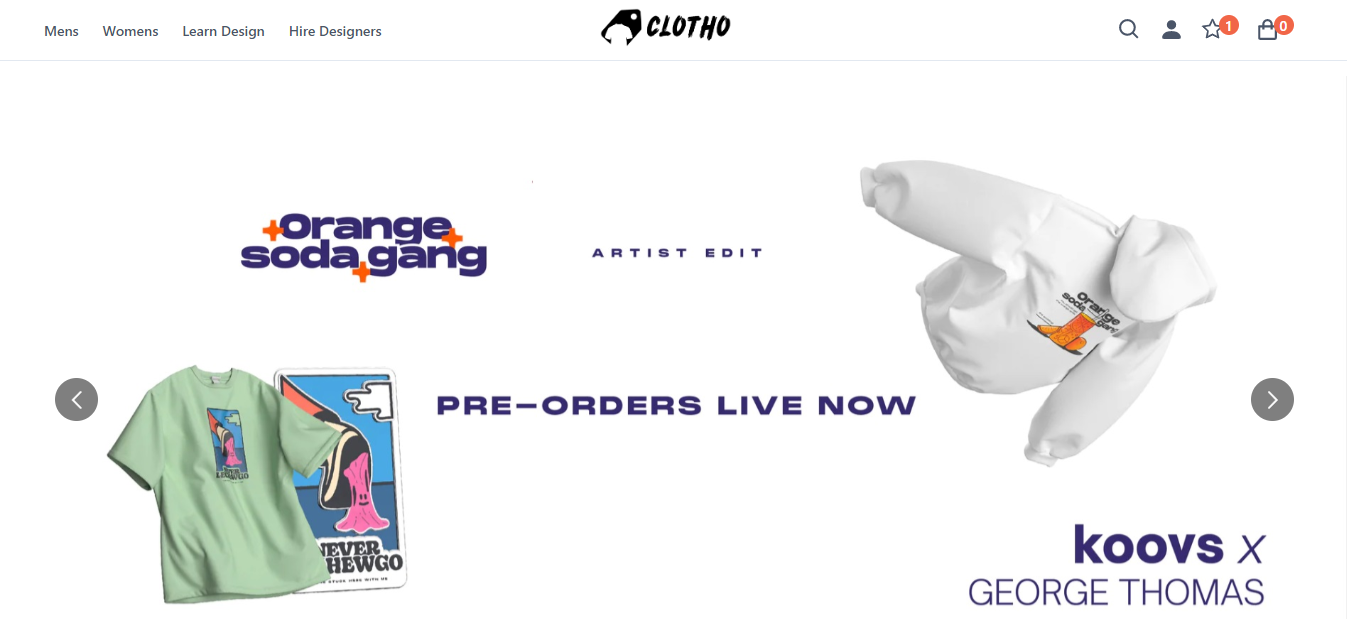 Mens Womens Learn Design Hire Designers CLOTHO 1 0
orange
soda gang
ARTIST EDIT
Orange
soda
gang
PRE-ORDERS LIVE NOW
NEVER
NEVER
koovs x
GEORGE THOMAS